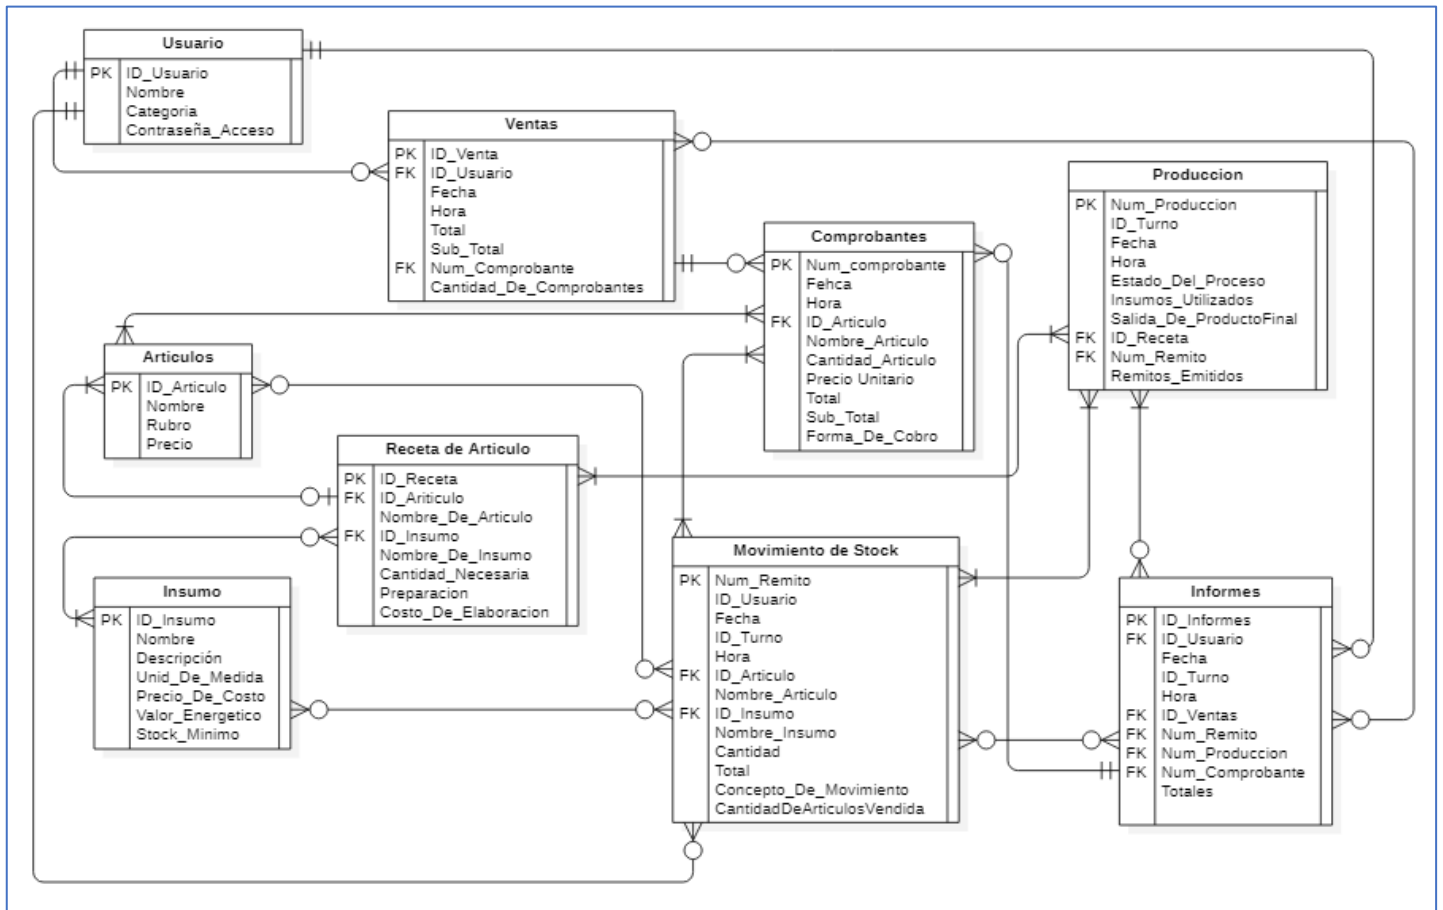 Usuario
PK ID_Usuario
Nombre
Categoria
Contraseña_Acceso
Ventas
PK ID_Venta
FK ID_Usuario
Fecha
Hora
Total
Sub_Total
FK Num_Comprobante
Cantidad_De_Comprobantes
Produccion
PK Num_Produccion
ID_Turno
Fecha
Hora
Estado_Del_Proceso
Insumos_Utilizados
Salida_De_ProductoFinal
FK ID_Receta
FK Num_Remito
Remitos_Emitidos
Comprobantes
PK Num_comprobante
Fehca
Hora
FK ID_Articulo
Nombre_Articulo
Cantidad_Articulo
Precio Unitario
Total
Sub_Total
Forma_De_Cobro
Articulos
PK ID_Articulo
Nombre
Rubro
Precio
Receta de Articulo
PK ID_Receta
FK ID_Ariticulo
Nombre_De_Articulo
FK ID_Insumo
Nombre_De_Insumo
Cantidad_Necesaria
Preparacion
Costo_De_Elaboracion
Movimiento de Stock
PK Num_Remito
ID_Usuario
Fecha
ID_Turno
Hora
FK ID_Articulo
Nombre_Articulo
FK ID_Insumo
Nombre_Insumo
Cantidad
Total
Concepto_De_Movimiento
CantidadDeArticulosVendida
Insumo
PK ID_Insumo
Nombre
Descripción
Unid_De_Medida
Precio_De_Costo
Valor_Energetico
Stock_Minimo
Informes
PK ID_Informes
FK ID_Usuario
Fecha
ID_Turno
Hora
FK ID_Ventas
FK Num_Remito
FK Num_Produccion
FK Num_Comprobante
Totales